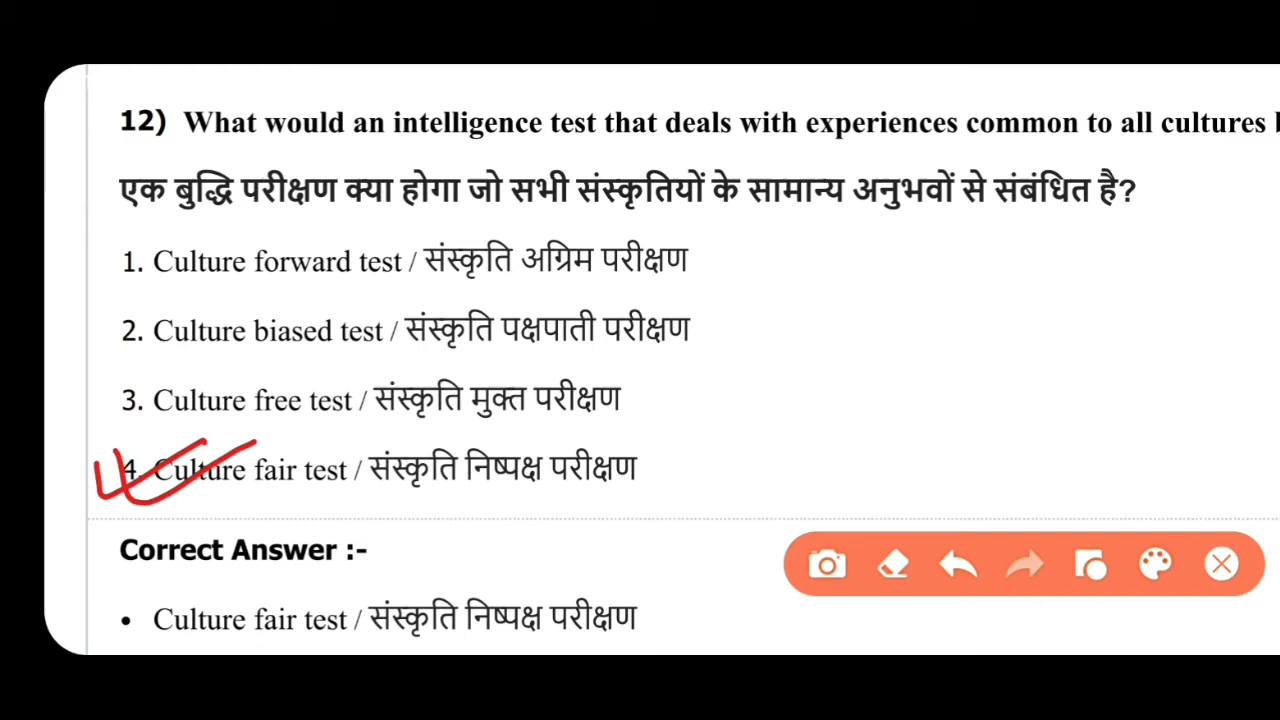 12) What would an intelligence test that deals with experiences common to all cultures
एक बुद्धि परीक्षण क्या होगा जो सभी संस्कृतियों के सामान्य अनुभवों से संबंधित है?
1. Culture forward test / संस्कृति अग्रिम परीक्षण
2. Culture biased test / संस्कृति पक्षपाती परीक्षण
3. Culture free test / संस्कृति मुक्त परीक्षण
4. Culture fair test / संस्कृति निष्पक्ष परीक्षण
Correct Answer :-
• Culture fair test / संस्कृति निष्पक्ष परीक्षण